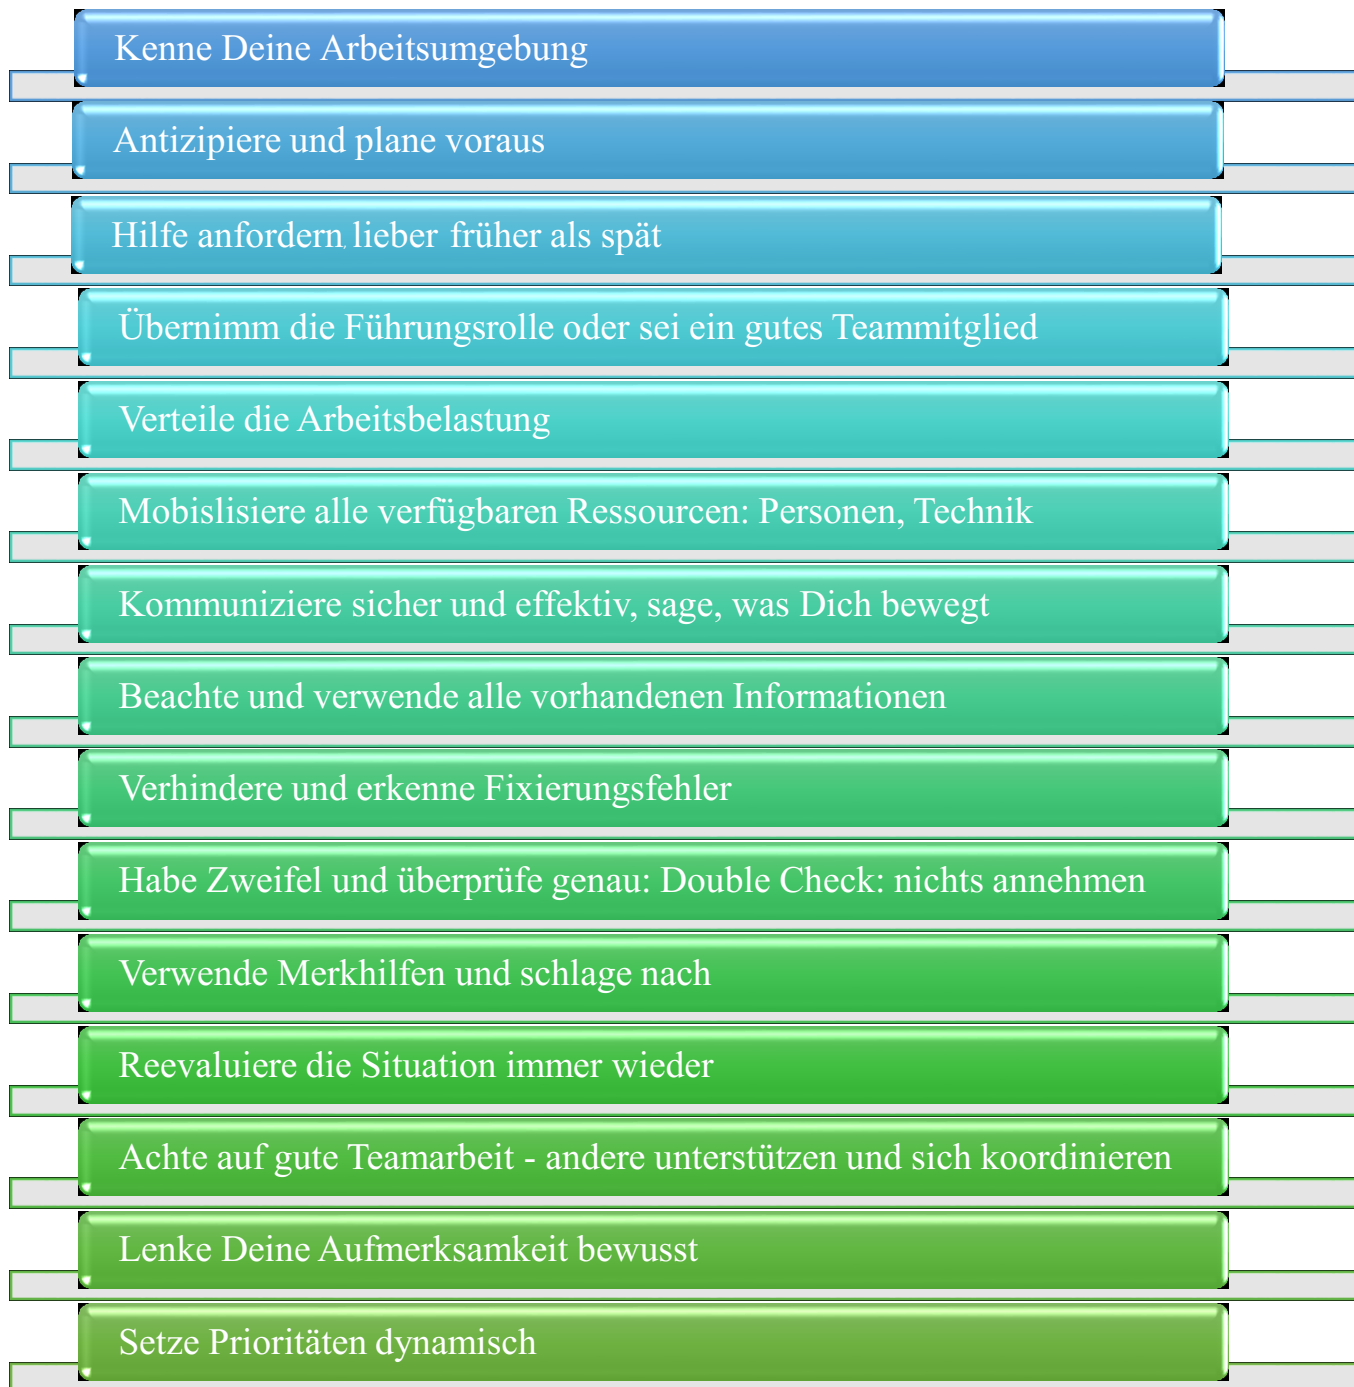 Kenne Deine Arbeitsumgebung
Antizipiere und plane voraus
Hilfe anfordern, lieber früher als spät
Übernimm die Führungsrolle oder sei ein gutes Teammitglied
Verteile die Arbeitsbelastung
Mobislisiere alle verfügbaren Ressourcen: Personen, Technik
Kommuniziere sicher und effektiv, sage, was Dich bewegt
Beachte und verwende alle vorhandenen Informationen
Verhindere und erkenne Fixierungsfehler
Habe Zweifel und überprüfe genau: Double Check: nichts annehmen
Verwende Merkhilfen und schlage nach
Reevaluiere die Situation immer wieder
Achte auf gute Teamarbeit - andere unterstützen und sich koordinieren
Lenke Deine Aufmerksamkeit bewusst
Setze Prioritäten dynamisch